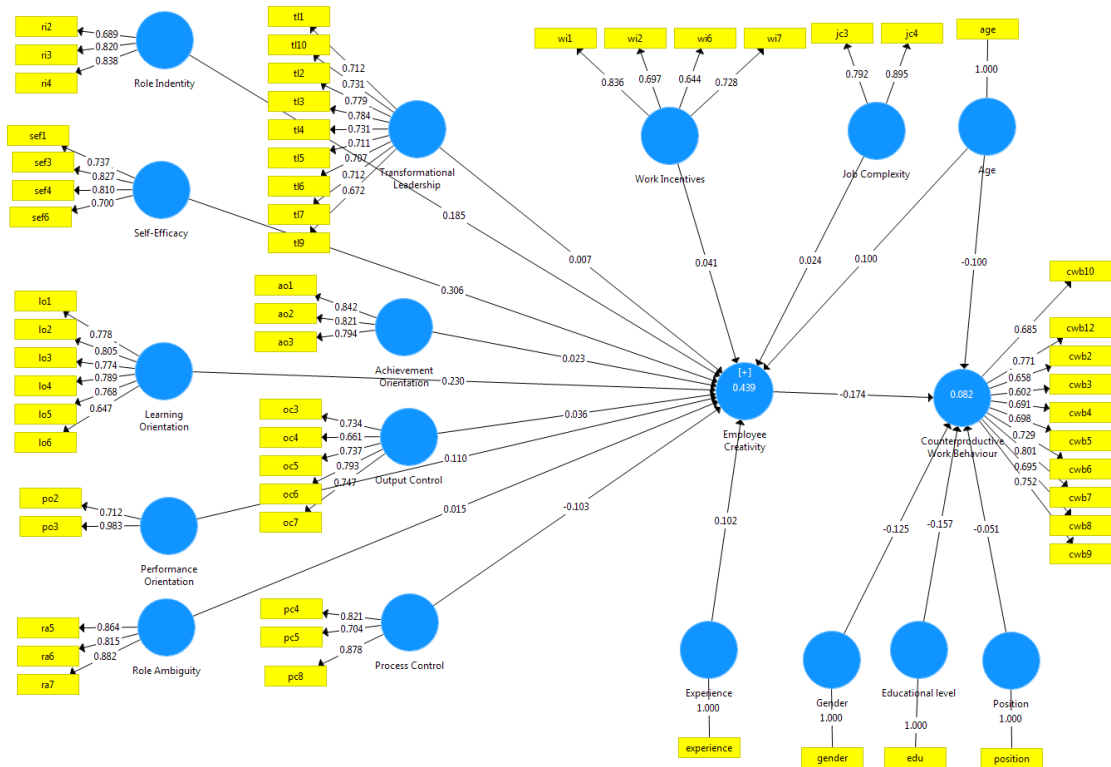 ri2
ri3
ri4
0.689
0.820
0.838
Role Indentity
sef1
sef3
sef4
sef6
0.737
0.827
0.810
0.700
Self-Efficacy
lo1
lo2
lo3
lo4
lo5
lo6
0.778
0.805
0.774
0.789
0.768
0.647
Learning
Orientation
po2
po3
0.712
0.983
Performance
Orientation
ra5
ra6
ra7
0.864
0.815
0.882
Role Ambiguity
tl1
tl10
tl2
tl3
tl4
tl5
tl6
tl7
tl9
0.712
0.731
0.779
0.784
0.731
0.711
0.707
0.712
0.672
Transformational
Leadership
ao1
ao2
ao3
0.842
0.821
0.794
Achievement
Orientation
oc3
oc4
oc5
oc6
oc7
0.734
0.661
0.737
0.793
0.747
Output Control
pc4
pc5
pc8
0.821
0.704
0.878
Process Control
wi1
wi2
wi6
wi7
0.836
0.697
0.644
0.728
Work Incentives
jc3
jc4
0.792
0.895
Job Complexity
age
1.000
Age
0.185
0.007
0.306
0.023
0.230
0.036
0.110
0.015
-0.103
0.041
0.024
0.100
-0.100
0.102
[+]
0.439
Employee
Creativity
-0.174
0.082
Counterproductive
Work Behaviour
cwb10
cwb12
cwb2
cwb3
cwb4
cwb5
cwb6
cwb7
cwb8
cwb9
0.685
0.771
0.658
0.602
0.691
0.698
0.729
0.801
0.695
0.752
-0.125
-0.157
-0.051
Experience
1.000
experience
Gender
1.000
gender
Educational level
1.000
edu
Position
1.000
position